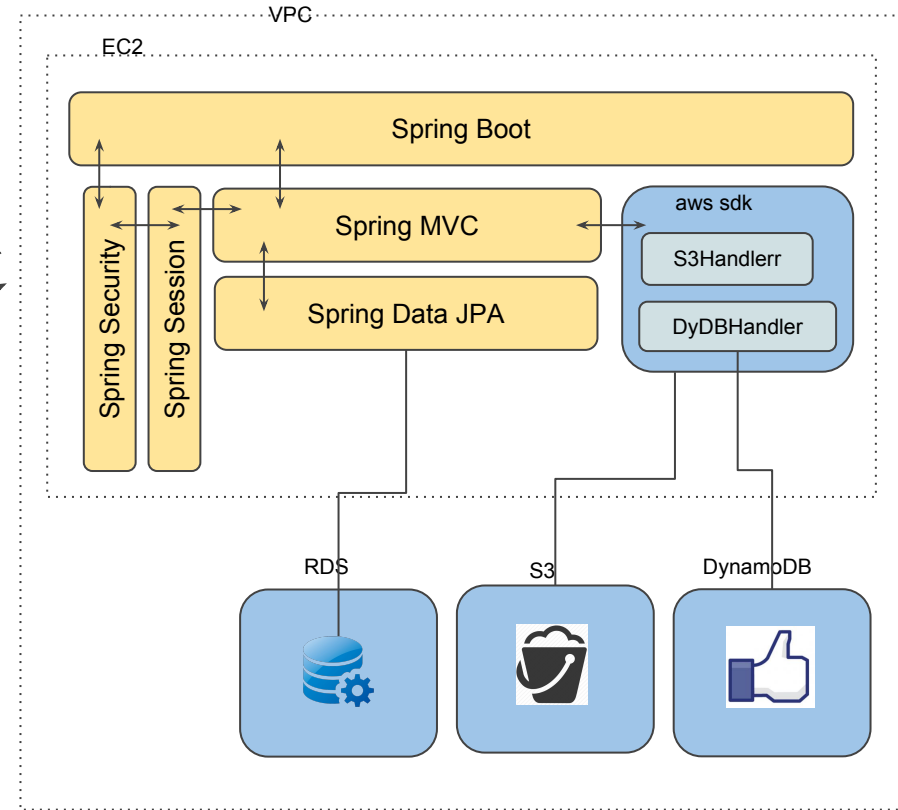 VPC
EC2
Spring Boot
Spring Security
Spring Session
Spring MVC
Spring Data JPA
aws sdk
S3Handlerr
DyDBHandler
RDS
S3
DynamoDB